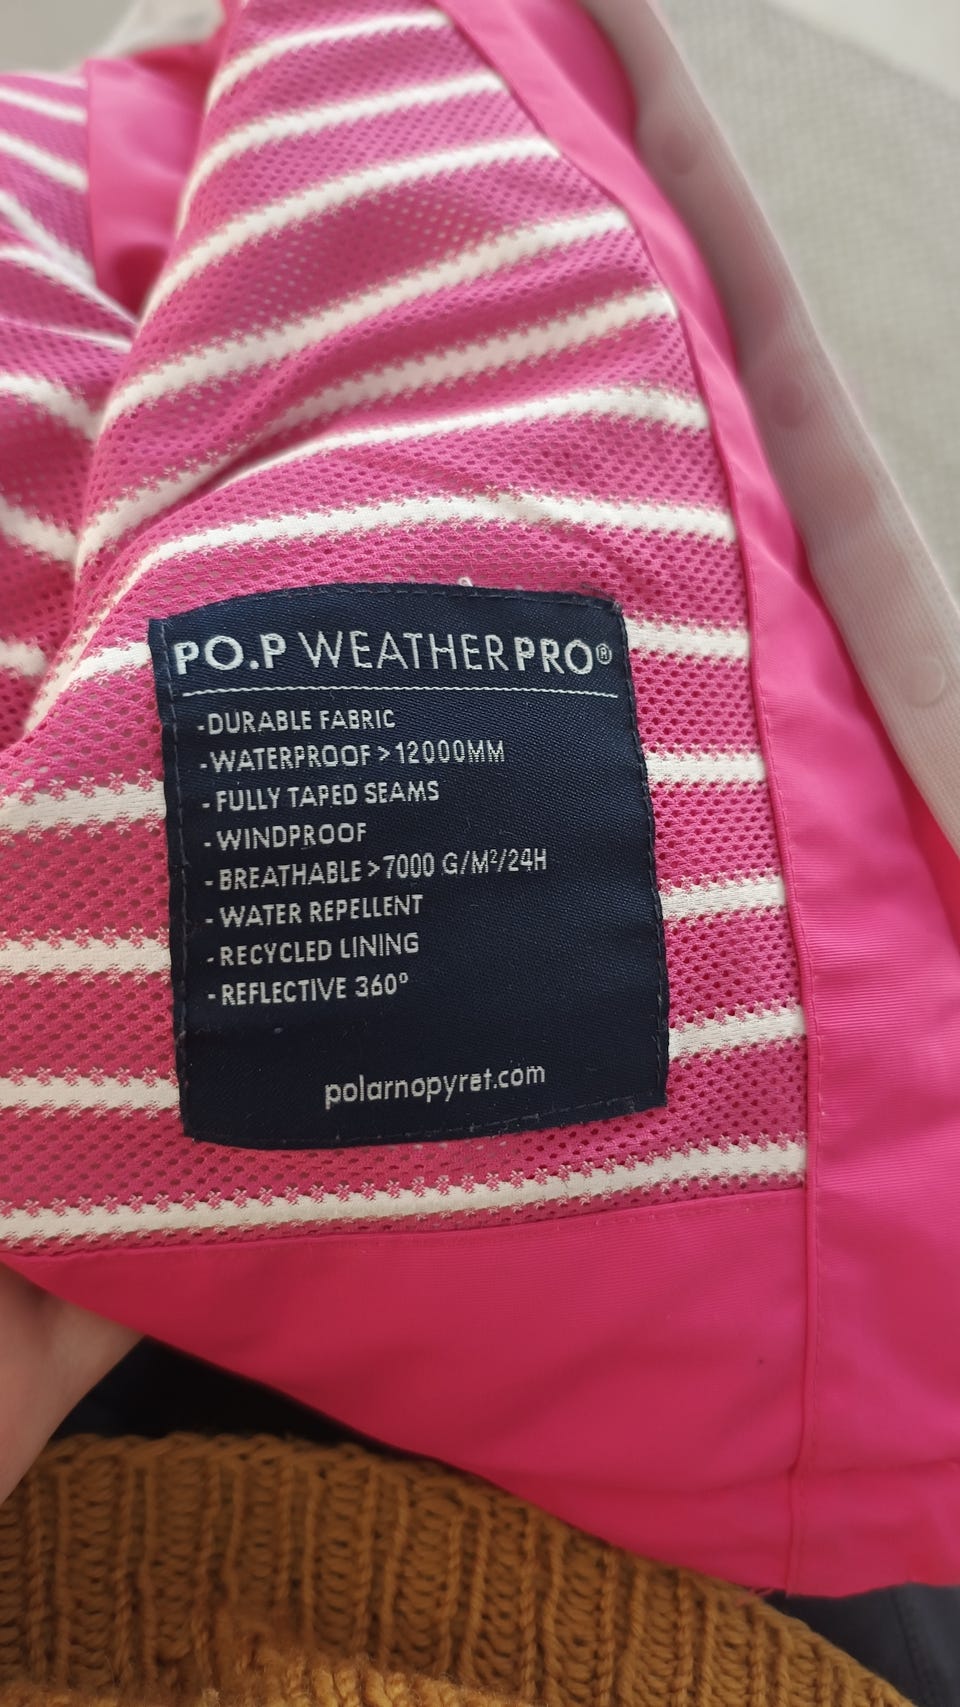 PO.P WEATHERPRO®
-DURABLE FABRIC
-WATERPROOF >12000MM
- FULLY TAPED SEAMS
- WINDPROOF
- BREATHABLE >7000 G/M²/24H
- WATER REPELLENT
- RECYCLED LINING
- REFLECTIVE 360°
polarnopyret.com